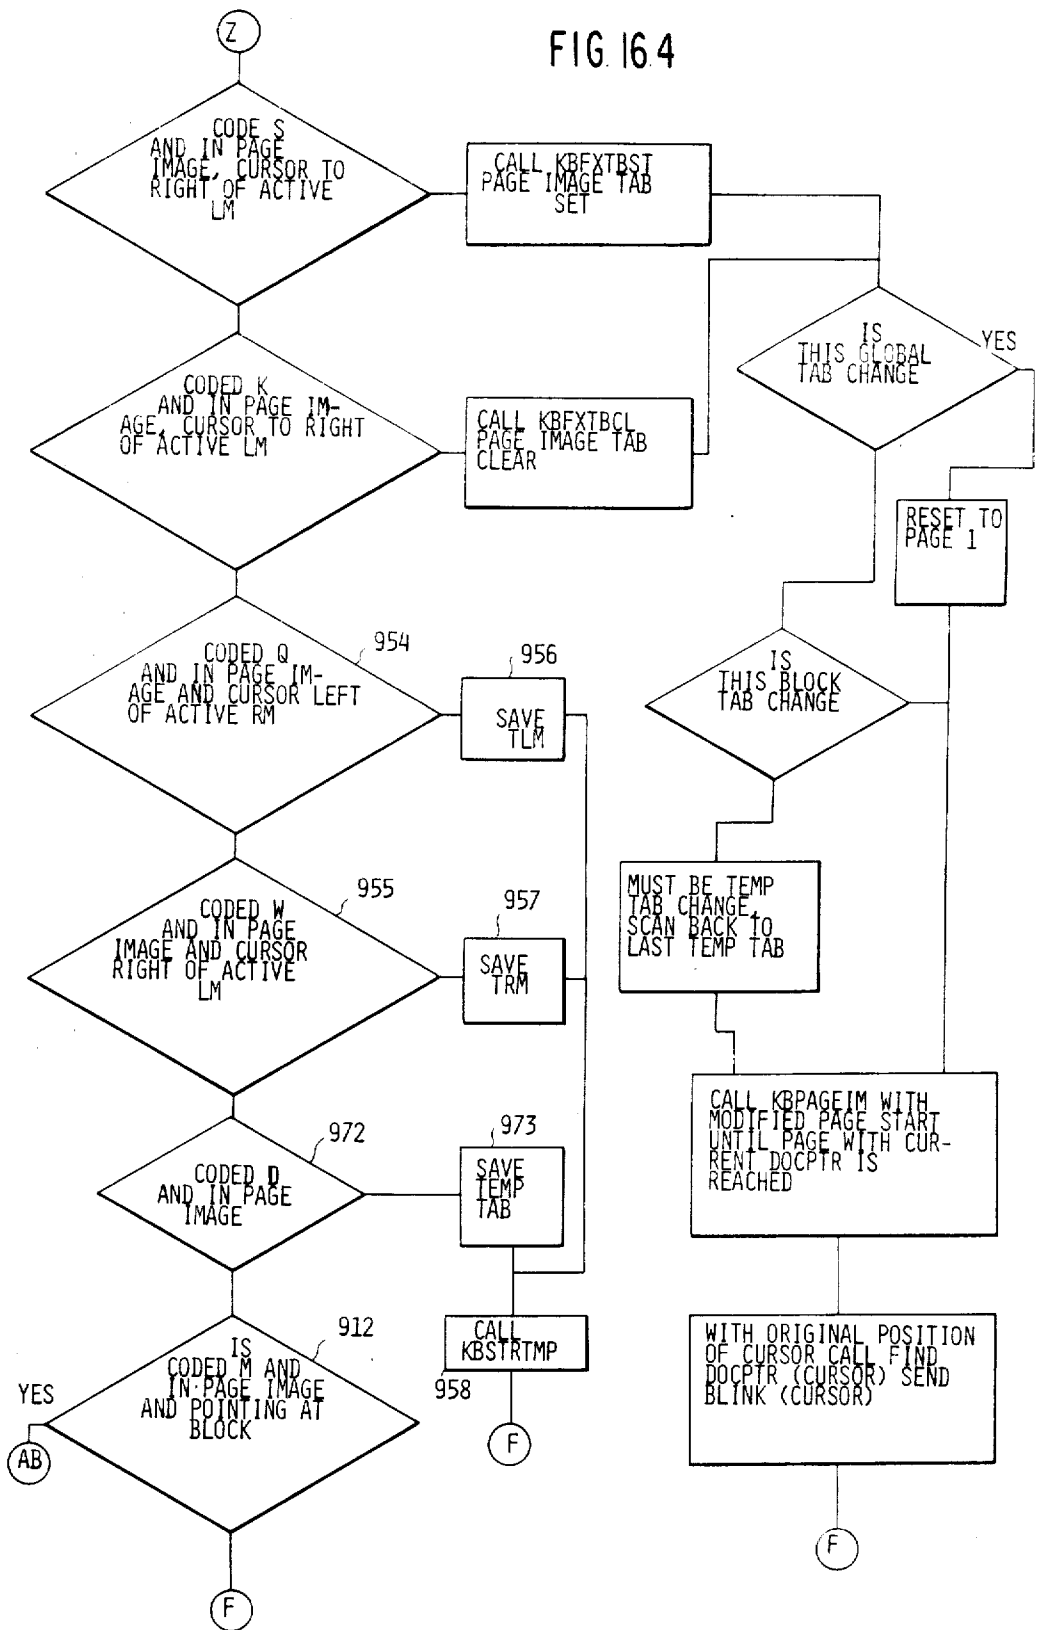 Z
FIG. 16.4
CODE S
AND IN PAGE
IMAGE, CURSOR TO
RIGHT OF ACTIVE
LM
CALL KBFXTBST
PAGE IMAGE TAB
SET
CODED K
AND IN PAGE IM-
AGE, CURSOR TO RIGHT
OF ACTIVE LM
CALL KBFXTBCL
PAGE IMAGE TAB
CLEAR
IS
THIS GLOBAL
TAB CHANGE
YES
RESET TO
PAGE 1
CODED Q
AND IN PAGE IM-
AGE AND CURSOR LEFT
OF ACTIVE RM
954
956
SAVE
TLM
IS
THIS BLOCK
TAB CHANGE
CODED W
AND IN PAGE
IMAGE AND CURSOR
RIGHT OF ACTIVE
LM
955
957
SAVE
TRM
MUST BE TEMP
TAB CHANGE,
SCAN BACK TO
LAST TEMP TAB
CODED D
AND IN PAGE
IMAGE
972
973
SAVE
TEMP
TAB
CALL KBPAGEIM WITH
MODIFIED PAGE START
UNTIL PAGE WITH CUR-
RENT DOCPTR IS
REACHED
IS
CODED M AND
IN PAGE IMAGE
AND POINTING AT
BLOCK
912
YES
AB
CALL
KBSTRTMP
958
F
WITH ORIGINAL POSITION
OF CURSOR CALL FIND
DOCPTR (CURSOR) SEND
BLINK (CURSOR)
F
F